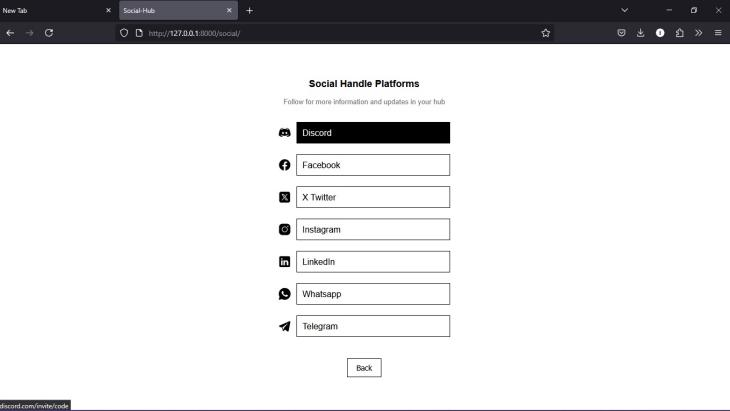 New Tab
Social-Hub
http://127.0.0.1:8000/social/
Social Handle Platforms
Follow for more information and updates in your hub
Discord
Facebook
X Twitter
Instagram
in LinkedIn
Whatsapp
Telegram
Back
discord.com/invite/code